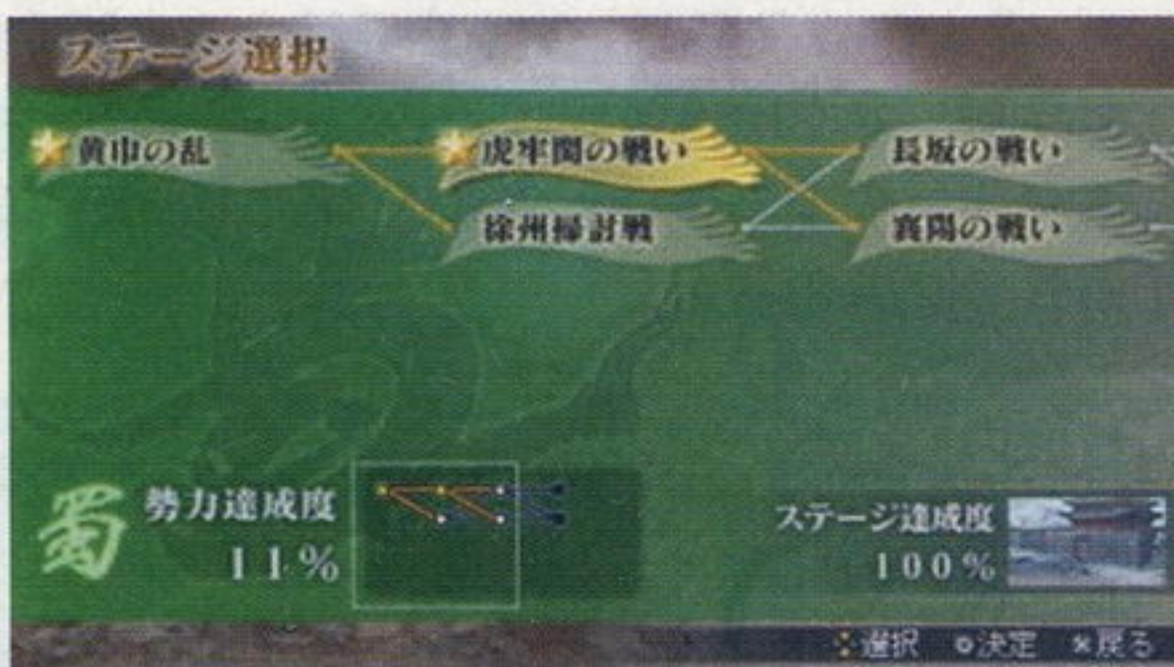 ステージ選択
黄巾の乱 虎牢関の戦い 長坂の戦い
徐州掃討戦 襄陽の戦い
蜀 勢力達成度 ステージ達成度
11% 100%
選択 決定 戻る